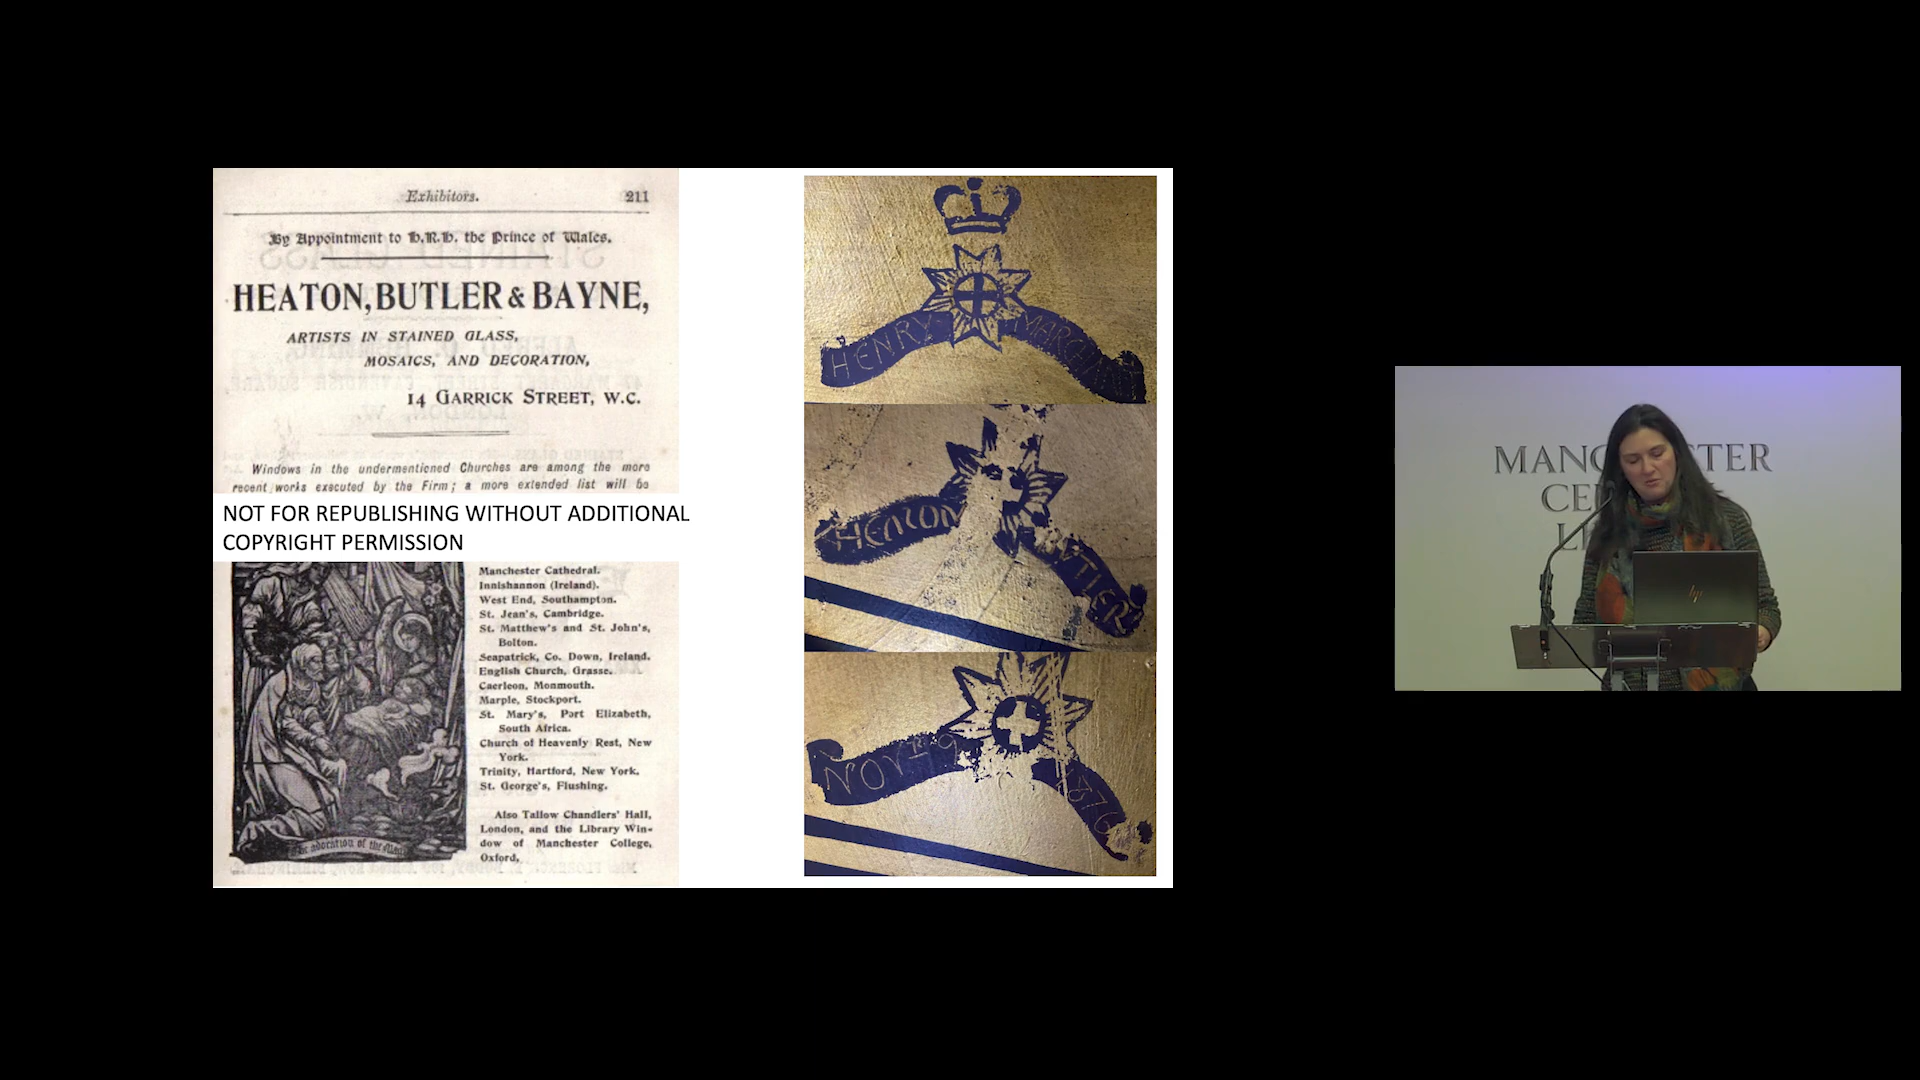 Exhibitors. 211
By Appointment to H.R.H. the Prince of Wales.
HEATON, BUTLER & BAYNE,
ARTISTS IN STAINED GLASS,
MOSAICS, AND DECORATION,
14 GARRICK STREET, W.C.
Windows in the undermentioned Churches are among the more
recent works executed by the Firm; a more extended list will be
NOT FOR REPUBLISHING WITHOUT ADDITIONAL
COPYRIGHT PERMISSION
Manchester Cathedral.
Innishannon (Ireland).
West End, Southampton.
St. Jean's, Cambridge.
St. Matthew's and St. John's,
Bolton.
Seapatrick, Co. Down, Ireland.
English Church, Grasse.
Caerleon, Monmouth.
Marple, Stockport.
St. Mary's, Port Elizabeth,
South Africa.
Church of Heavenly Rest, New
York.
Trinity, Hartford, New York.
St. George's, Flushing.
Also Tallow Chandlers' Hall,
London, and the Library Win-
dow of Manchester College,
Oxford.
adoration of the
HENRY
HEATON
NOV
1876
MANCHESTER
hp